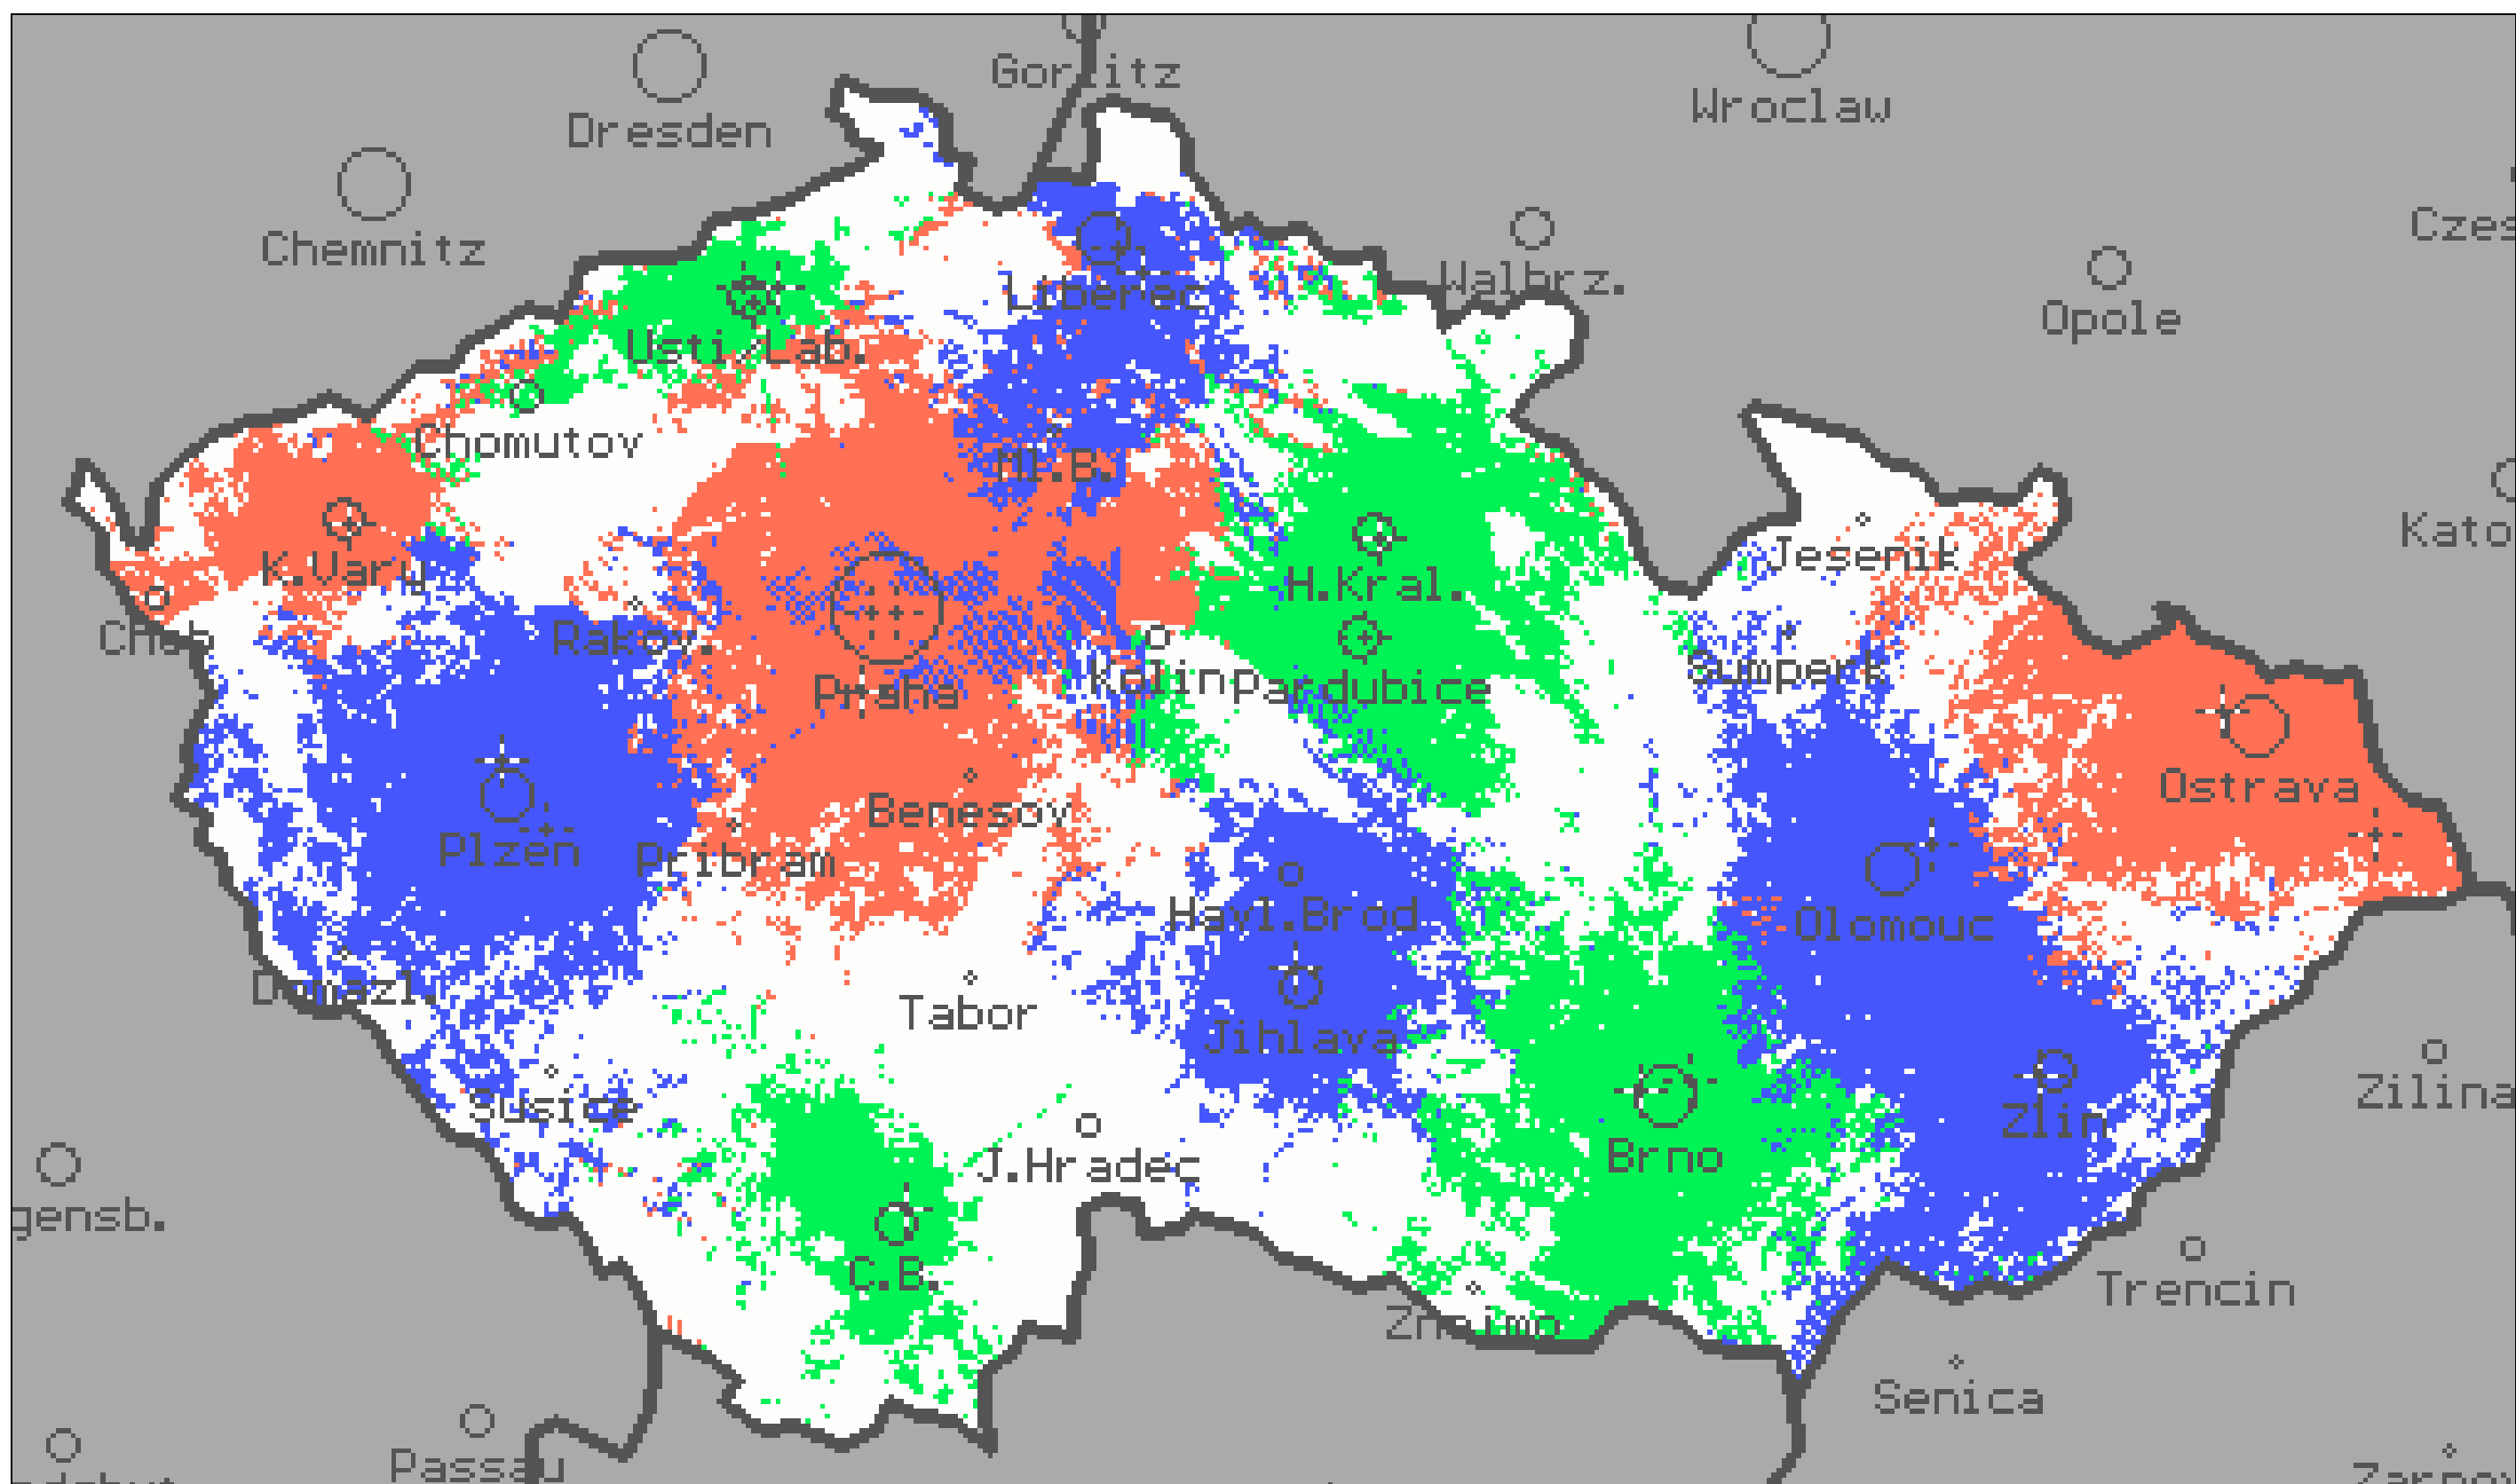 Gorlitz
Wroclaw
Dresden
Czes
Chemnitz
Walbrz.
Liberec
Opole
Usti/Lab.
Chomutov
Ml.B.
Kato
Jesenik
K.Vary
H.Kral.
Cheb
Rakov.
Sumperk
Praha
Kolin
Pardubice
Ostrava
Benesov
Plzen
Pribram
Havl.Brod
Olomouc
Domazl.
Tabor
Jihlava
Zilina
Susice
Zlin
Brno
J.Hradec
gensb.
C.B.
Trencin
Znojmo
Senica
Passau